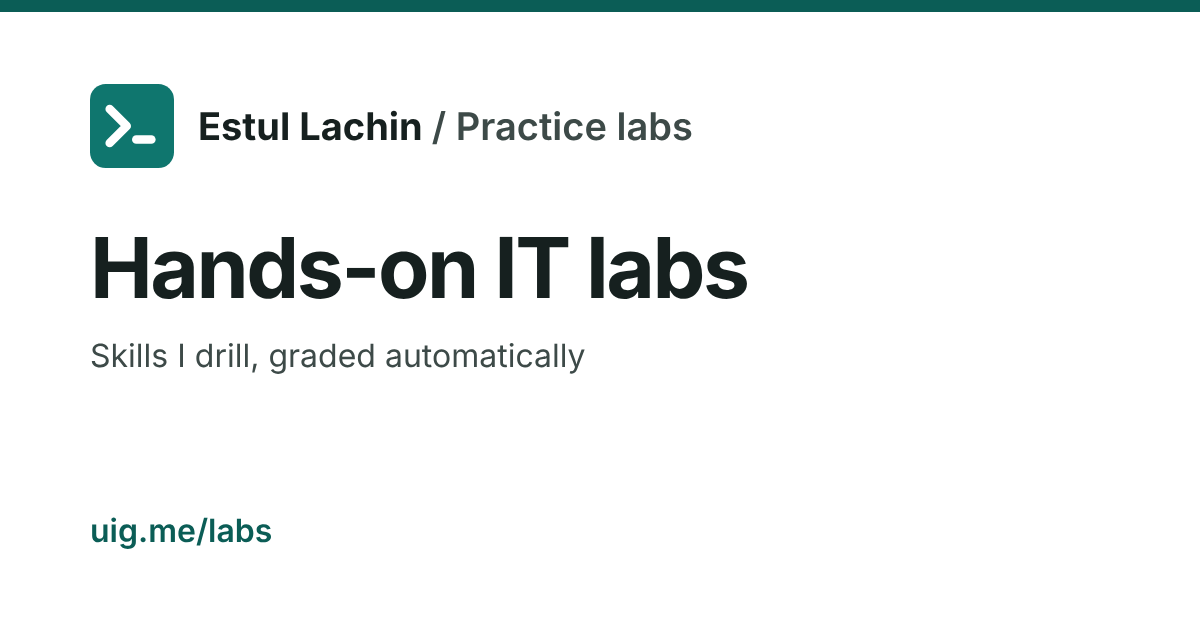 Estul Lachin / Practice labs
Hands-on IT labs
Skills I drill, graded automatically
uig.me/labs